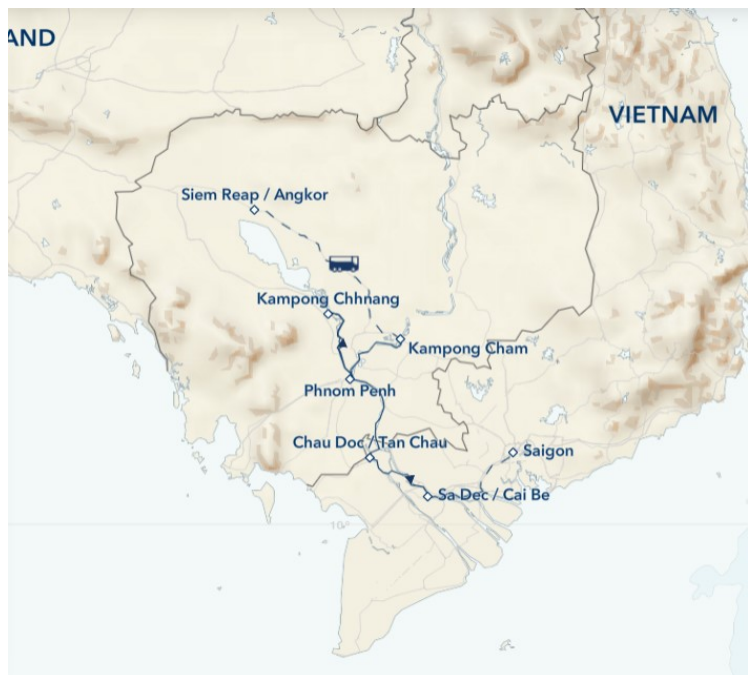 AND
VIETNAM
Siem Reap / Angkor
Kampong Chhnang
Kampong Cham
Phnom Penh
Chau Doc / Tan Chau
Saigon
Sa Dec / Cai Be
10°